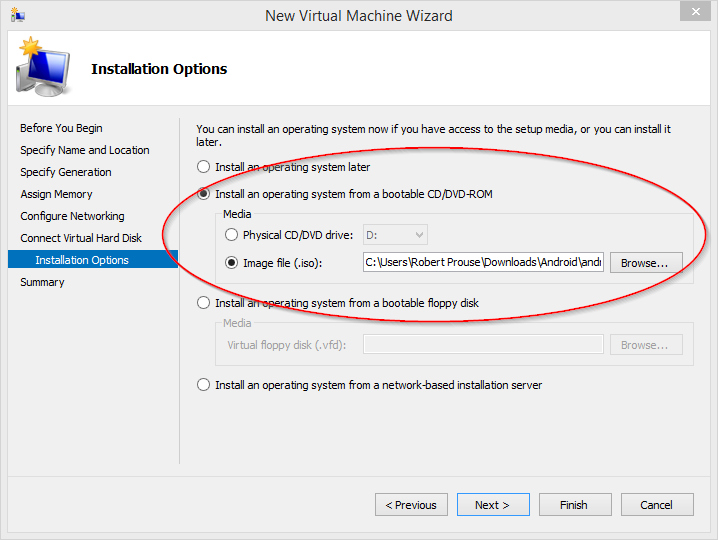 New Virtual Machine Wizard
Installation Options
Before You Begin
Specify Name and Location
Specify Generation
Assign Memory
Configure Networking
Connect Virtual Hard Disk
Installation Options
Summary
You can install an operating system now if you have access to the setup media, or you can install it
later.
Install an operating system later
Install an operating system from a bootable CD/DVD-ROM
Media
Physical CD/DVD drive: D:
Image file (.iso): C:\Users\Robert Prouse\Downloads\Android\and Browse...
Install an operating system from a bootable floppy disk
Media
Virtual floppy disk (.vfd): Browse...
Install an operating system from a network-based installation server
< Previous Next > Finish Cancel